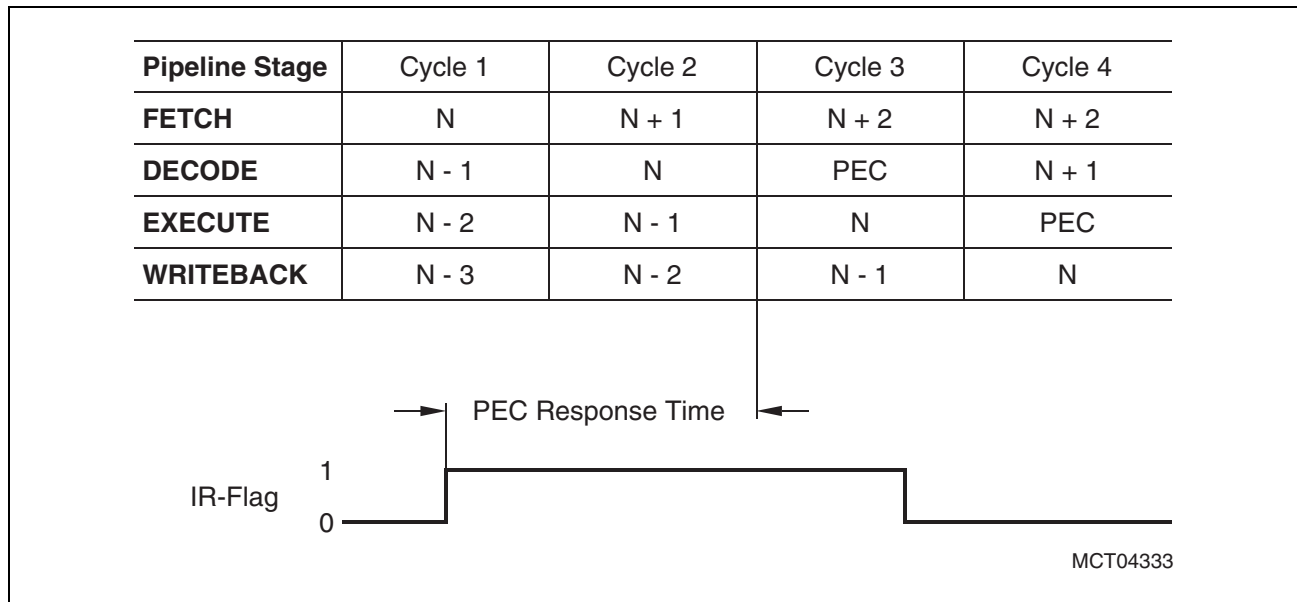 Pipeline Stage Cycle 1 Cycle 2 Cycle 3 Cycle 4
FETCH N N + 1 N + 2 N + 2
DECODE N - 1 N PEC N + 1
EXECUTE N - 2 N - 1 N PEC
WRITEBACK N - 3 N - 2 N - 1 N
PEC Response Time
1
IR-Flag
0
MCT04333